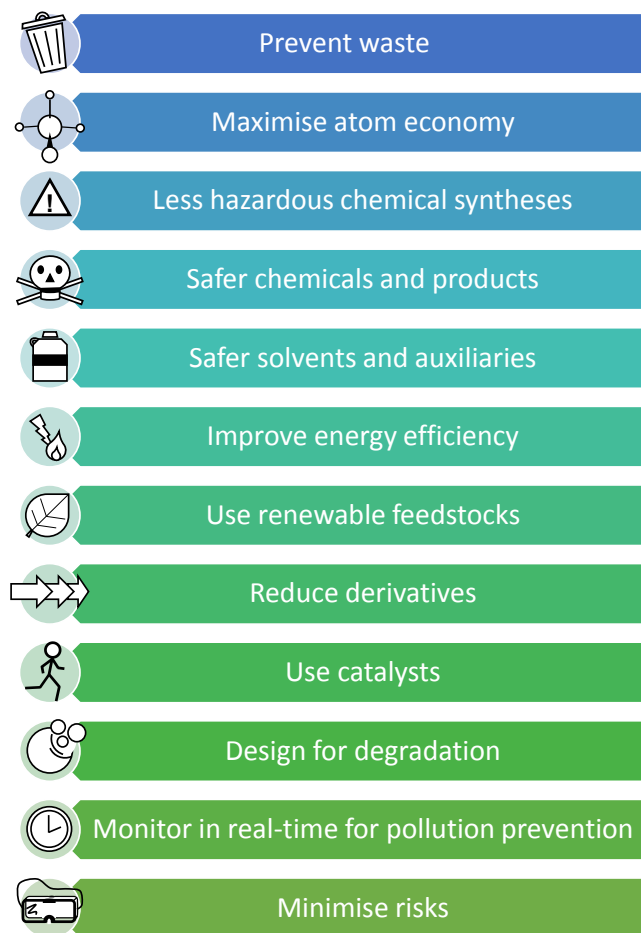 Prevent waste
Maximise atom economy
!
Less hazardous chemical syntheses
Safer chemicals and products
Safer solvents and auxiliaries
Improve energy efficiency
Use renewable feedstocks
Reduce derivatives
Use catalysts
Design for degradation
Monitor in real-time for pollution prevention
Minimise risks